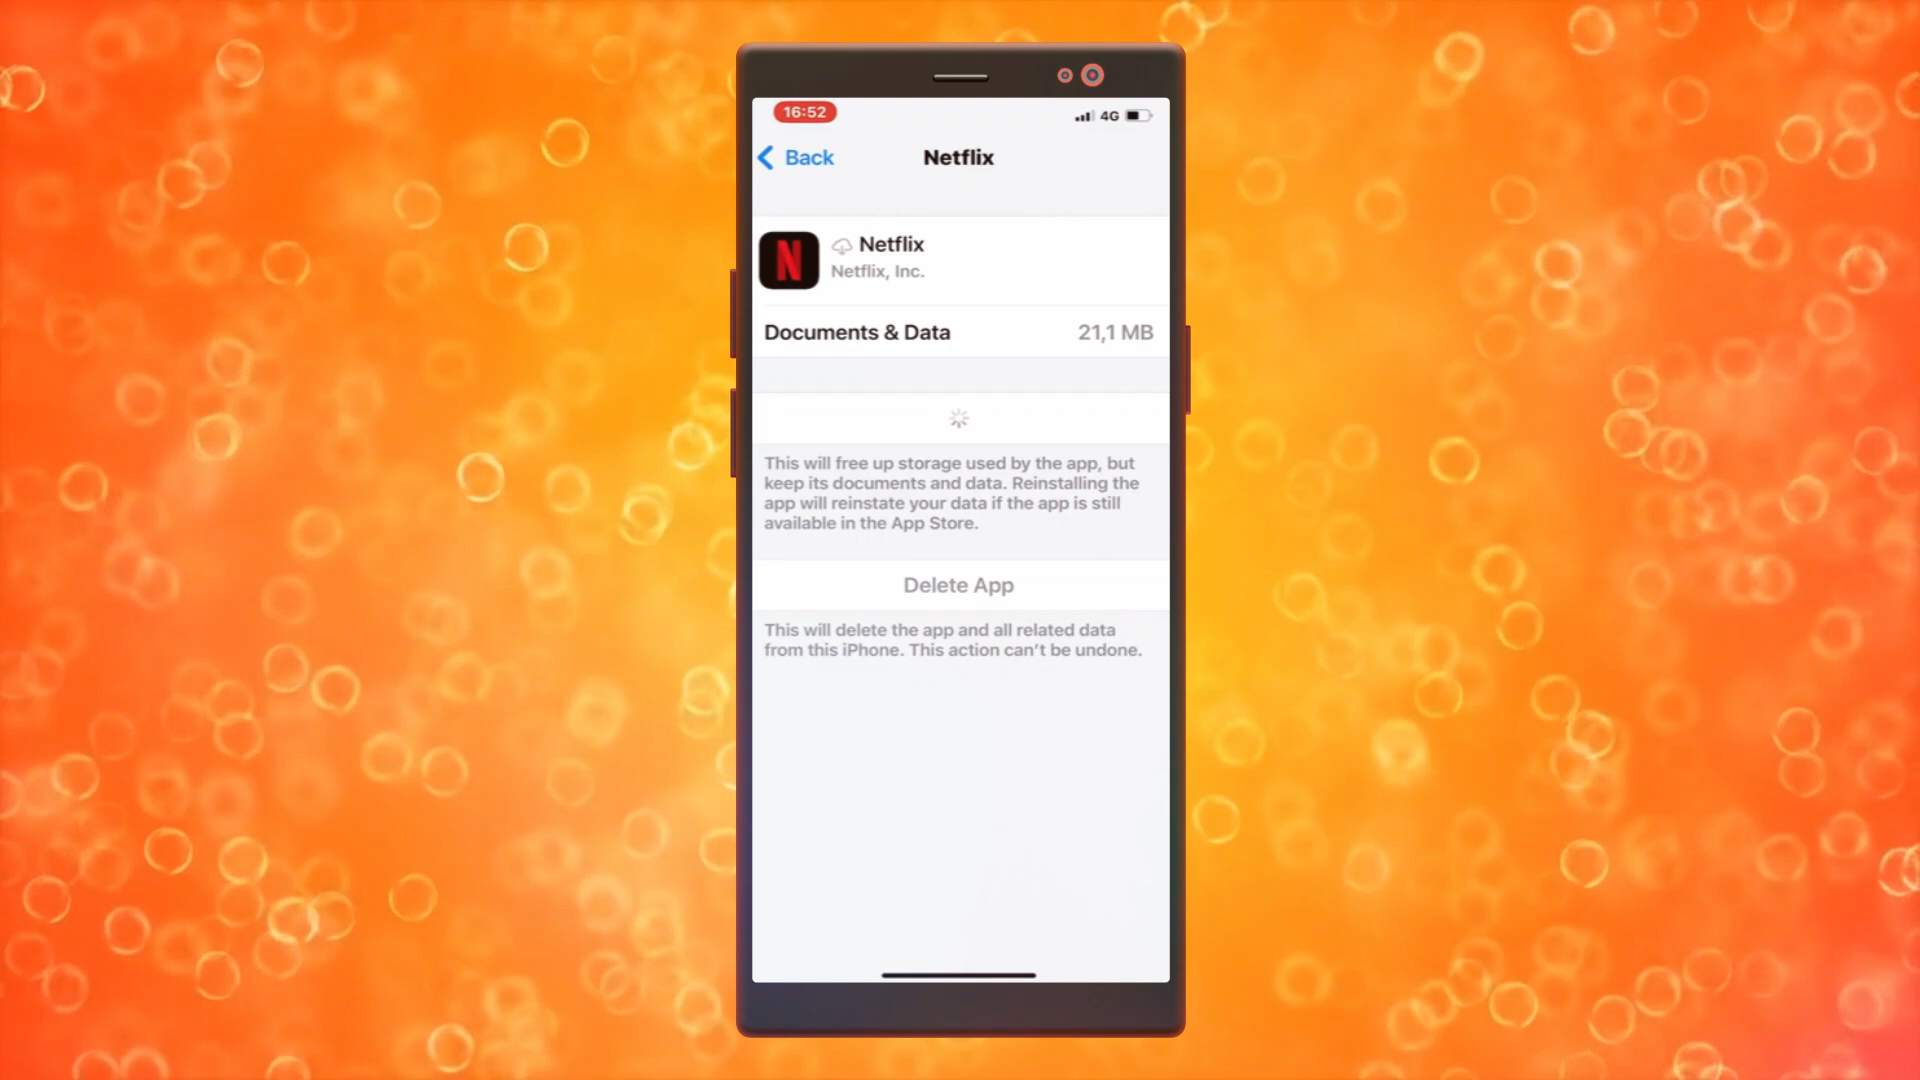 16:52
4G
Back
Netflix
N
Netflix
Netflix, Inc.
Documents & Data
21,1 MB
This will free up storage used by the app, but
keep its documents and data. Reinstalling the
app will reinstate your data if the app is still
available in the App Store.
Delete App
This will delete the app and all related data
from this iPhone. This action can't be undone.